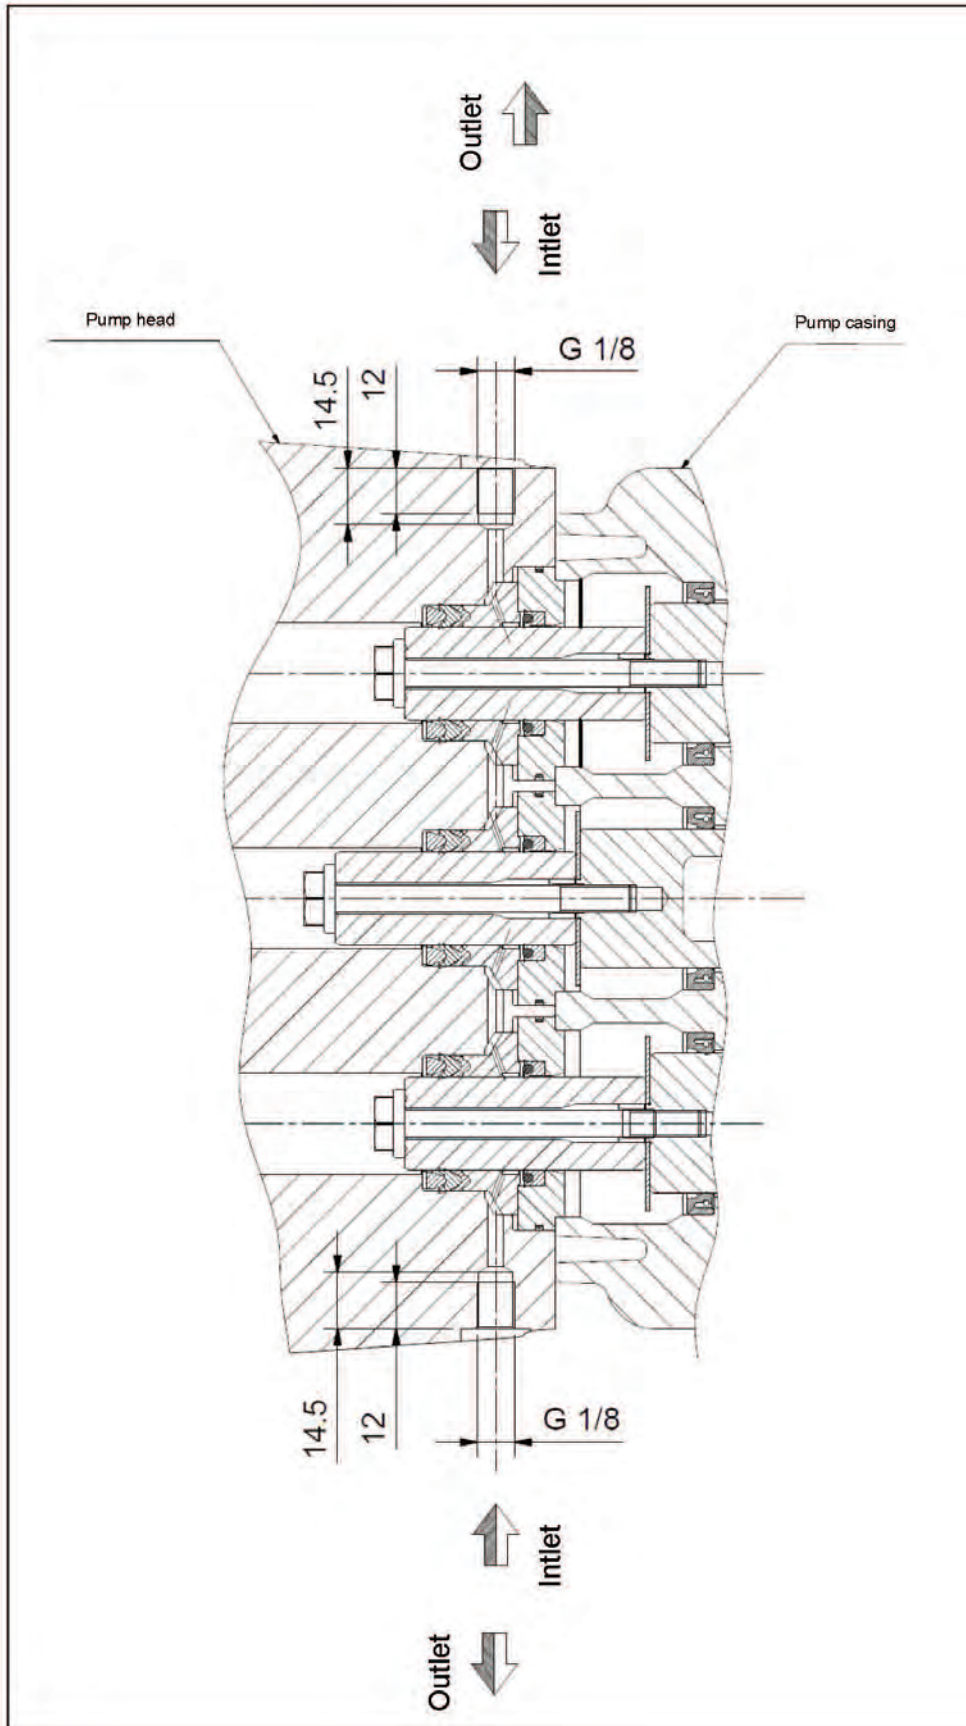 Outlet
Intlet
Pump head
Pump casing
G 1/8
14.5
12
14.5
12
G 1/8
Intlet
Outlet